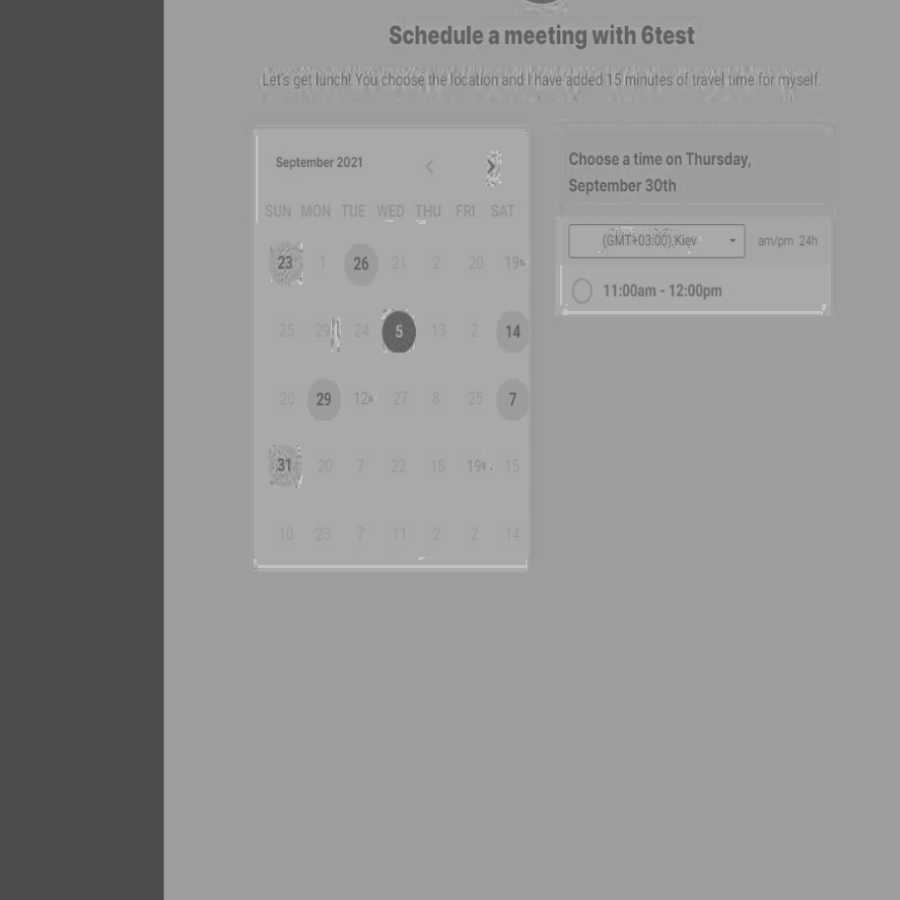 Schedule a meeting with 6test
Let's get lunch! You choose the location and I have added 15 minutes of travel time for myself.
September 2021
SUN MON TUE WED THU FRI SAT
23 1 26 21 2 20 19
25 29 24 5 13 2 14
20 29 12 27 8 25 7
31 20 7 22 18 19 15
10 23 7 11 2 2 14
Choose a time on Thursday,
September 30th
(GMT+03:00) Kiev am/pm 24h
11:00am - 12:00pm